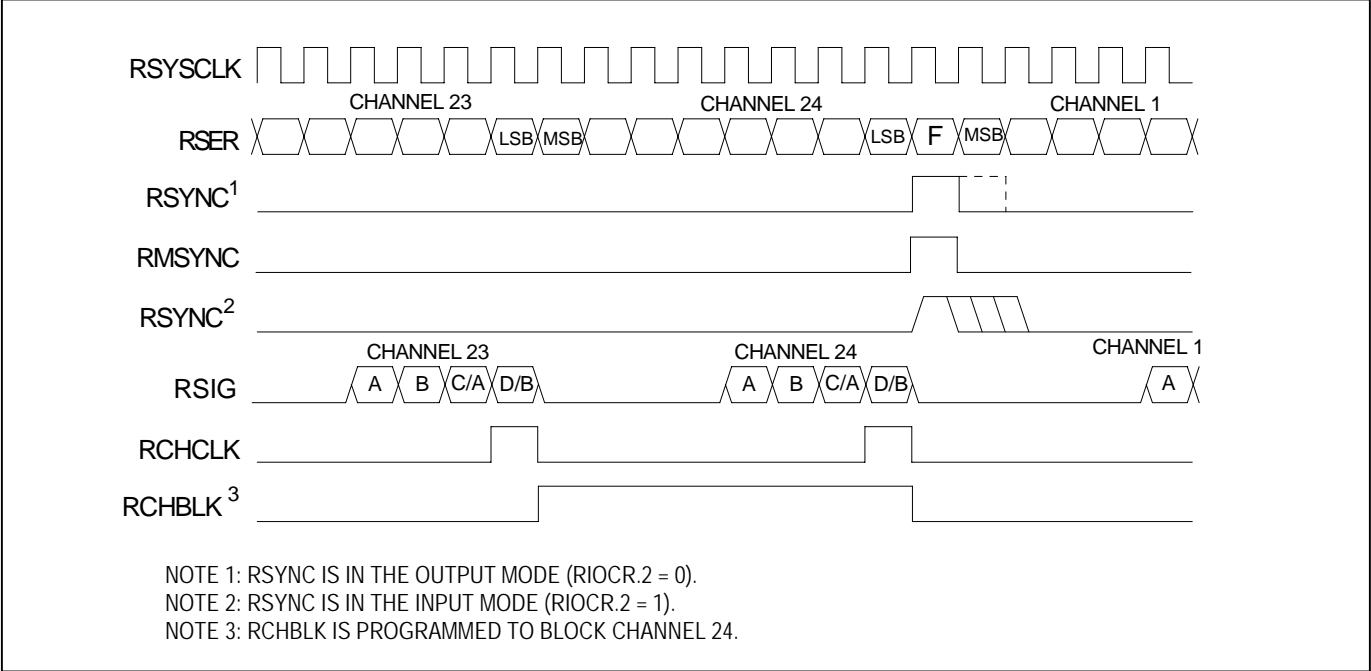 RSYSCLK
CHANNEL 23 CHANNEL 24 CHANNEL 1
RSER LSB MSB LSB F MSB
RSYNC1
RMSYNC
RSYNC2
CHANNEL 23 CHANNEL 24 CHANNEL 1
RSIG A B C/A D/B A B C/A D/B A
RCHCLK
RCHBLK 3
NOTE 1: RSYNC IS IN THE OUTPUT MODE (RIOCR.2 = 0).
NOTE 2: RSYNC IS IN THE INPUT MODE (RIOCR.2 = 1).
NOTE 3: RCHBLK IS PROGRAMMED TO BLOCK CHANNEL 24.